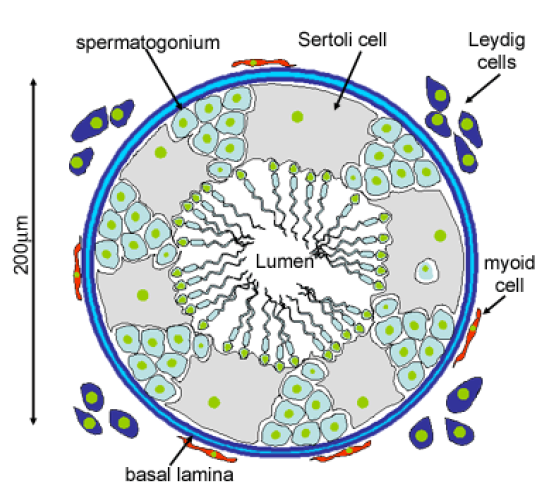 spermatogonium
Sertoli cell
Leydig
cells
200µm
Lumen
myoid
cell
basal lamina